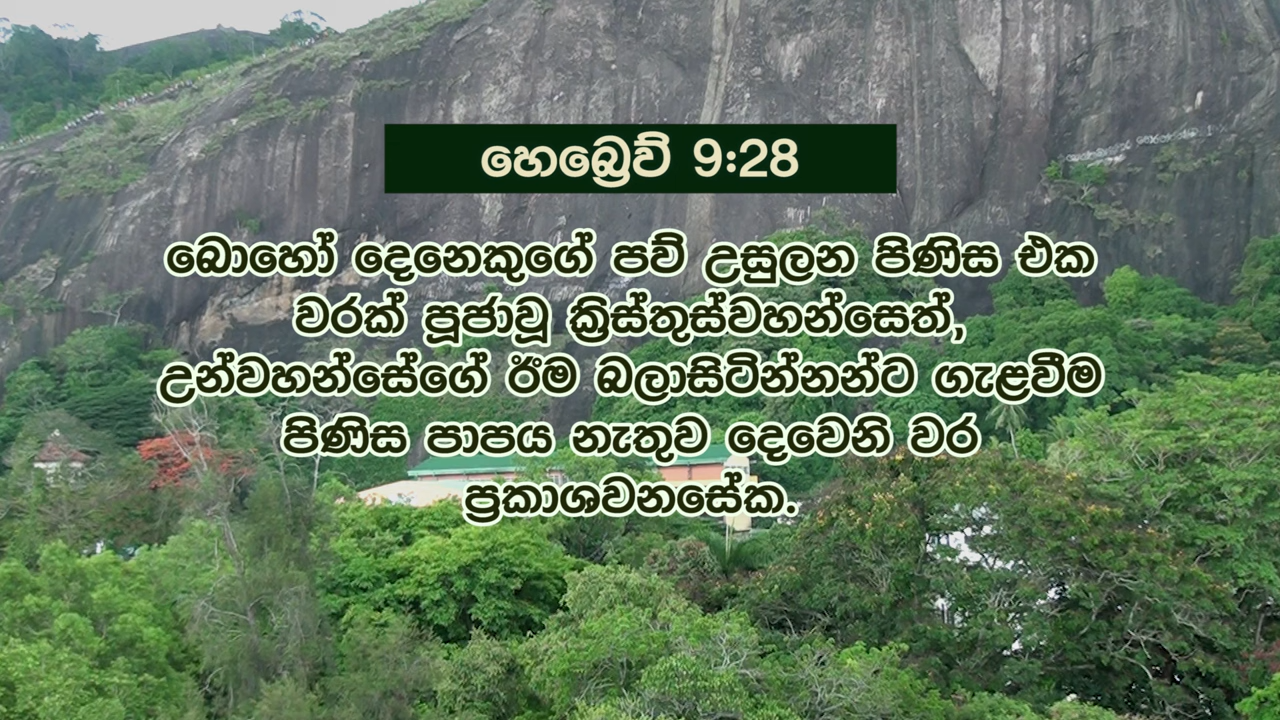 හෙබ්‍රෙව් 9:28
බොහෝ දෙනෙකුගේ පව් උසුලන පිණිස එක
වරක් පූජාවූ ක්‍රිස්තුස්වහන්සෙත්,
උන්වහන්සේගේ ඊම බලාසිටින්නන්ට ගැළවීම
පිණිස පාපය නැතුව දෙවෙනි වර
ප්‍රකාශවනසේක.